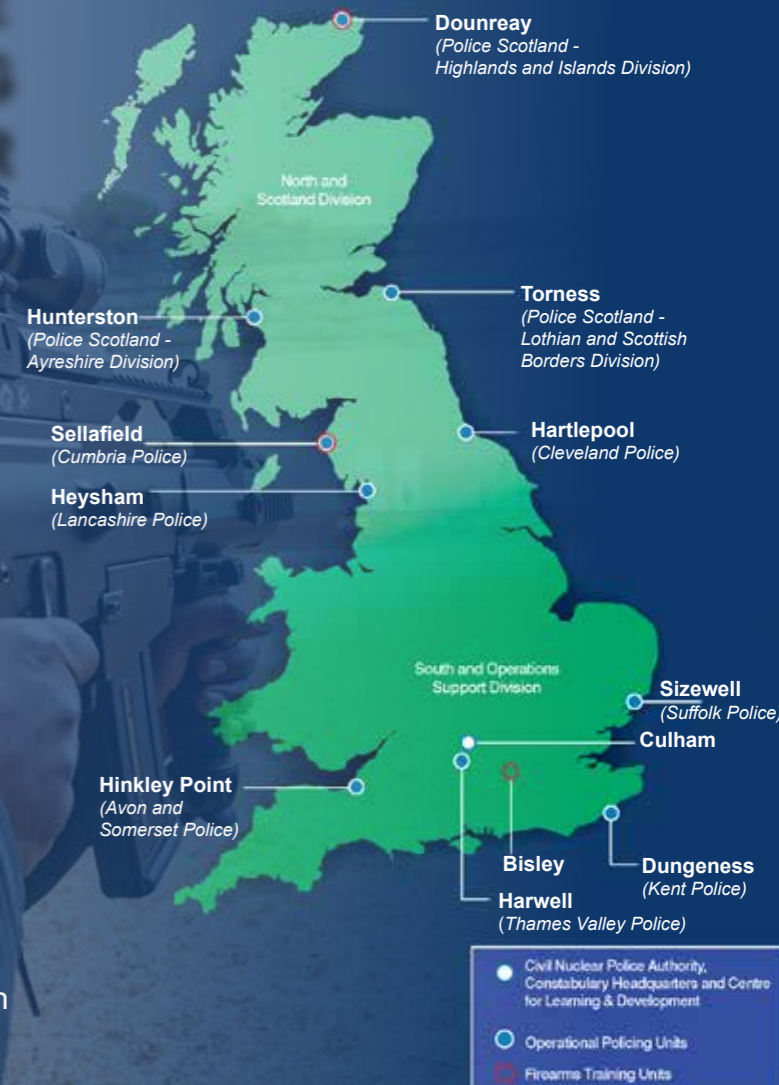 Dounreay
(Police Scotland -
Highlands and Islands Division)
North and
Scotland Division
Hunterston
(Police Scotland -
Ayreshire Division)
Torness
(Police Scotland -
Lothian and Scottish
Borders Division)
Sellafield
(Cumbria Police)
Hartlepool
(Cleveland Police)
Heysham
(Lancashire Police)
South and Operations
Support Division
Sizewell
(Suffolk Police)
Culham
Hinkley Point
(Avon and
Somerset Police)
Bisley
Dungeness
(Kent Police)
Harwell
(Thames Valley Police)
Civil Nuclear Police Authority,
Constabulary Headquarters and Centre
for Learning & Development
Operational Policing Units
Firearms Training Units